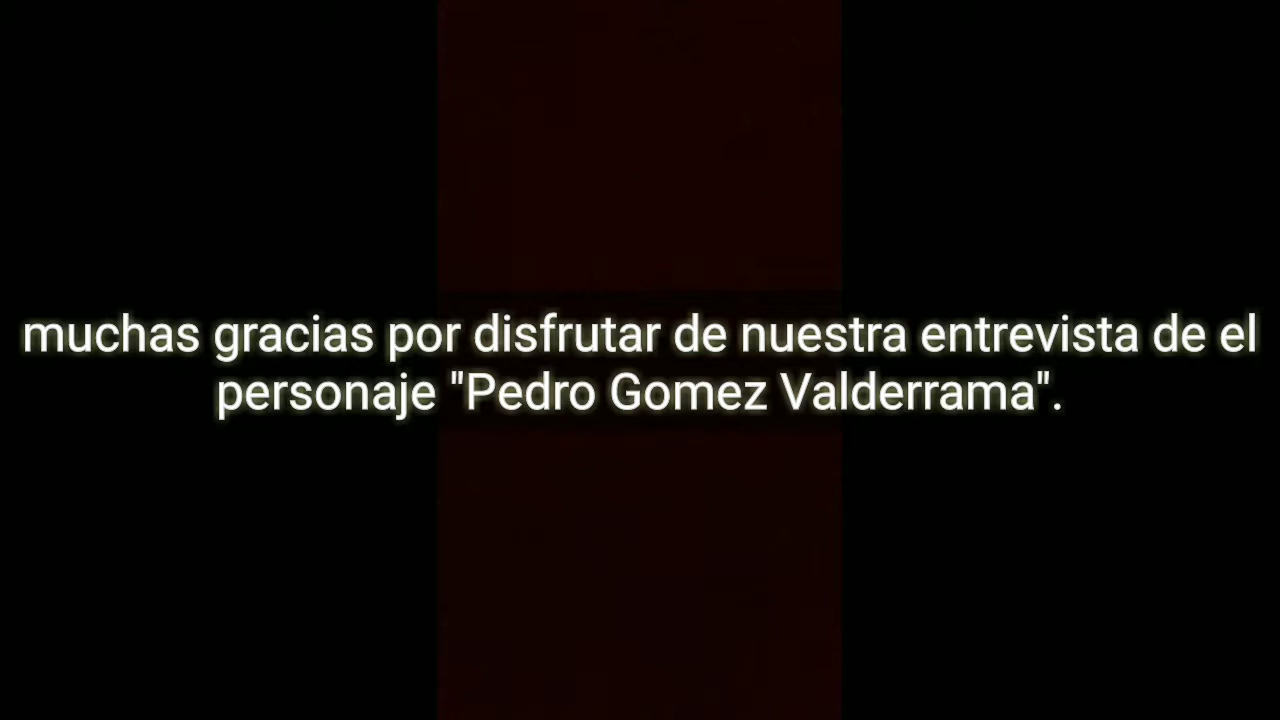 muchas gracias por disfrutar de nuestra entrevista de el
personaje "Pedro Gomez Valderrama".